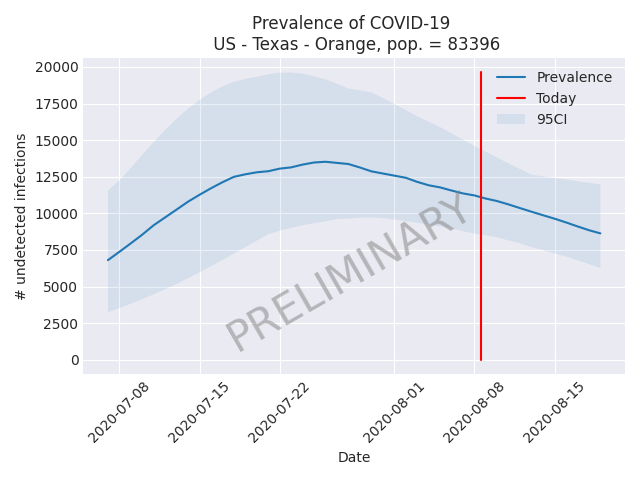 Prevalence of COVID-19
US - Texas - Orange, pop. = 83396
20000
17500
15000
12500
10000
7500
5000
2500
0
# undetected infections
Prevalence
Today
95CI
PRELIMINARY
2020-07-08
2020-07-15
2020-07-22
2020-08-01
2020-08-08
2020-08-15
Date